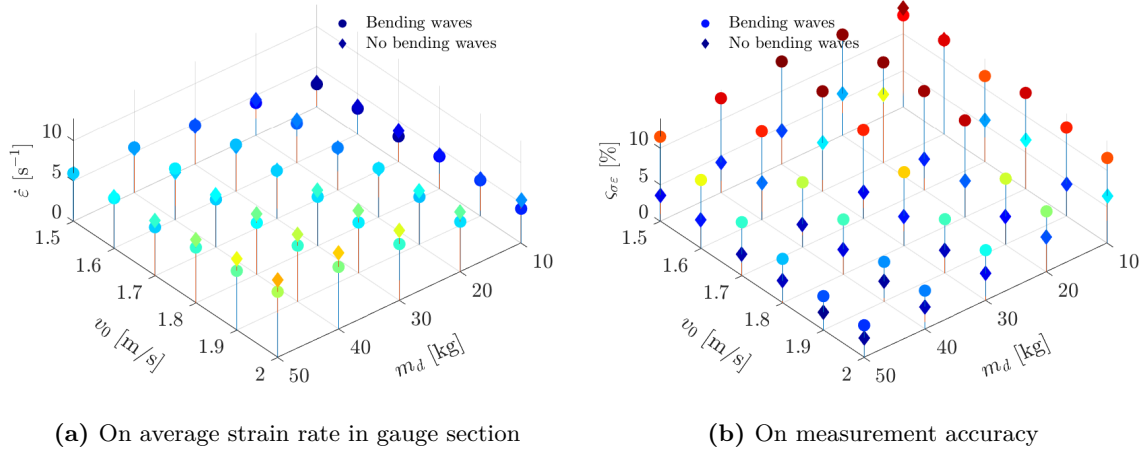 Bending waves
No bending waves
10
5
0
ε̇ [s⁻¹]
1.5
1.6
1.7
1.8
1.9
2
v₀ [m/s]
50
40
30
20
10
m_d [kg]
(a) On average strain rate in gauge section
Bending waves
No bending waves
10
5
0
ς_σε [%]
1.5
1.6
1.7
1.8
1.9
2
v₀ [m/s]
50
40
30
20
10
m_d [kg]
(b) On measurement accuracy